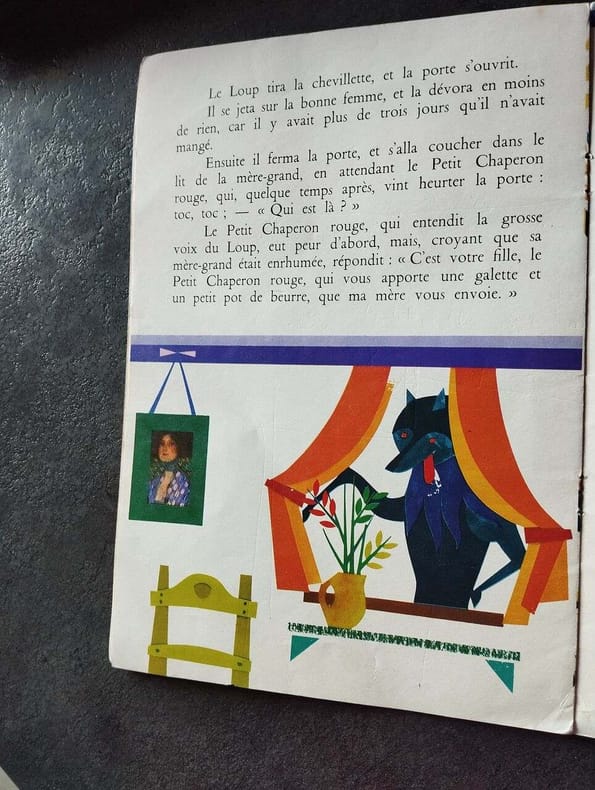 Le Loup tira la chevillette, et la porte s'ouvrit.
Il se jeta sur la bonne femme, et la dévora en moins
de rien, car il y avait plus de trois jours qu'il n'avait
mangé.
Ensuite il ferma la porte, et s'alla coucher dans le
lit de la mère-grand, en attendant le Petit Chaperon
rouge, qui, quelque temps après, vint heurter la porte :
toc, toc ; — « Qui est là ? »
Le Petit Chaperon rouge, qui entendit la grosse
voix du Loup, eut peur d'abord, mais, croyant que sa
mère-grand était enrhumée, répondit : « C'est votre fille, le
Petit Chaperon rouge, qui vous apporte une galette et
un petit pot de beurre, que ma mère vous envoie. »